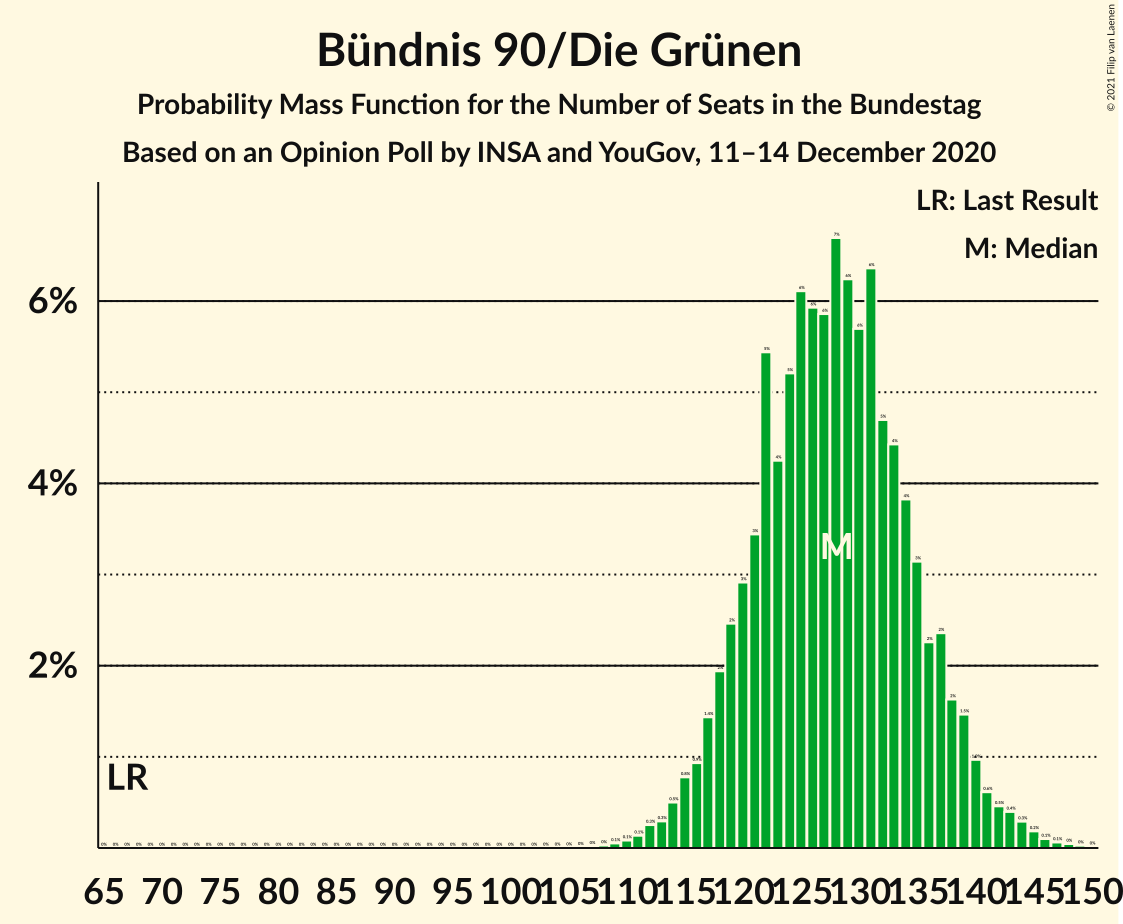 Bündnis 90/Die Grünen
Probability Mass Function for the Number of Seats in the Bundestag
Based on an Opinion Poll by INSA and YouGov, 11–14 December 2020
© 2021 Filip van Laenen
LR: Last Result
M: Median
6%
4%
2%
LR
M
65 70 75 80 85 90 95 100 105 110 115 120 125 130 135 140 145 150